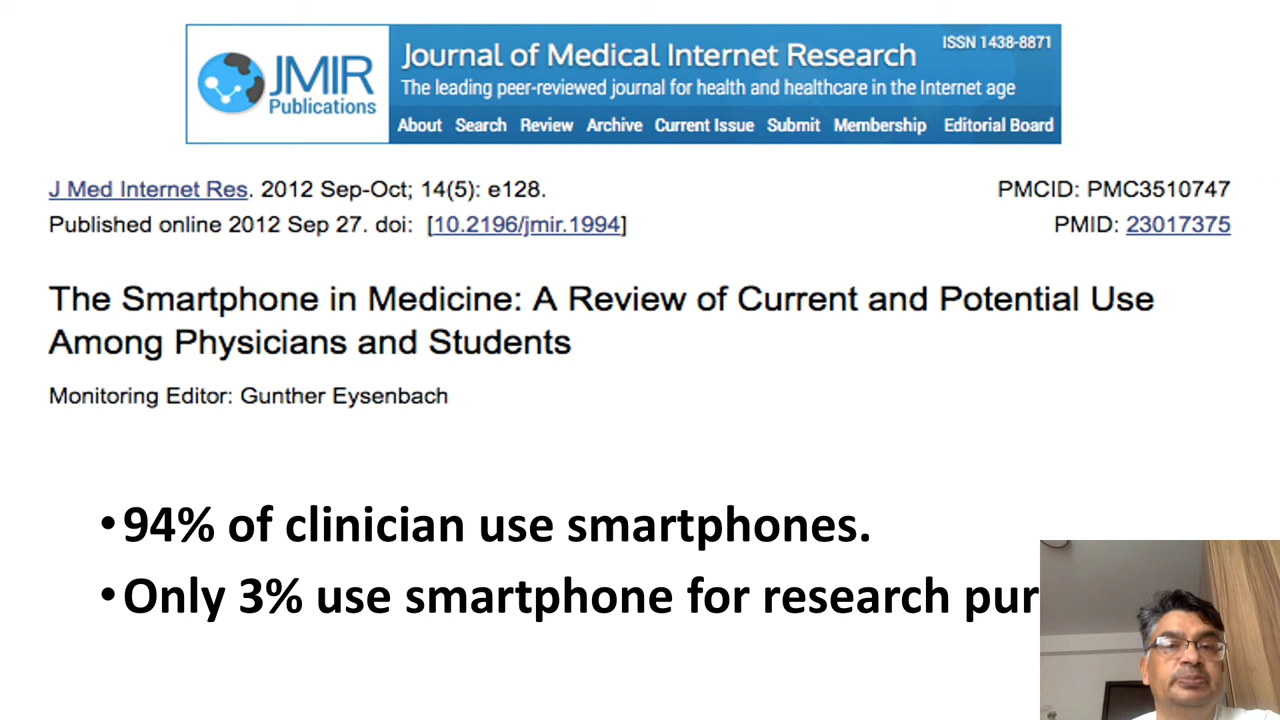 JMIR
Publications
Journal of Medical Internet Research
ISSN 1438-8871
The leading peer-reviewed journal for health and healthcare in the Internet age
About Search Review Archive Current Issue Submit Membership Editorial Board
J Med Internet Res. 2012 Sep-Oct; 14(5): e128.
PMCID: PMC3510747
Published online 2012 Sep 27. doi: [10.2196/jmir.1994]
PMID: 23017375
The Smartphone in Medicine: A Review of Current and Potential Use
Among Physicians and Students
Monitoring Editor: Gunther Eysenbach
•94% of clinician use smartphones.
•Only 3% use smartphone for research pur